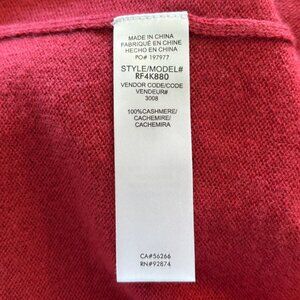 MADE IN CHINA
FABRIQUÉ EN CHINE
HECHO EN CHINA
PO# 197977
STYLE/MODEL#
RF4K880
VENDOR CODE/CODE
VENDEUR#
3008
100%CASHMERE/
CACHEMIRE/
CACHEMIRA
CA#56266
RN#92874